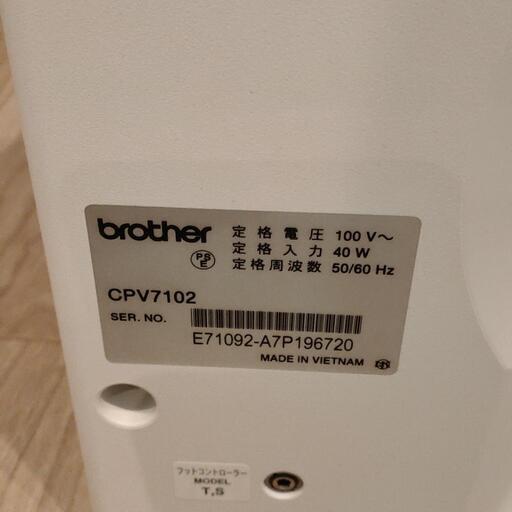 brother
定格電圧 100 V～
定格入力 40 W
定格周波数 50/60 Hz
PS
E
CPV7102
SER. NO.
E71092-A7P196720
MADE IN VIETNAM
フットコントローラー
MODEL
T,S